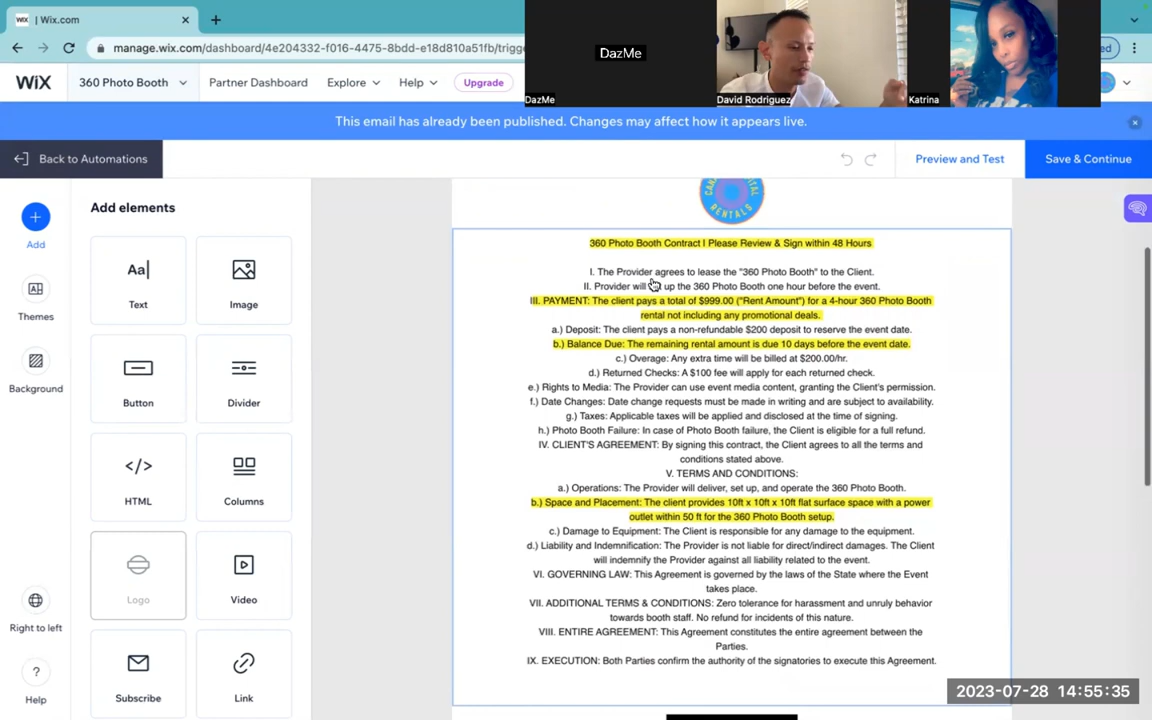 WIX | Wix.com
manage.wix.com/dashboard/4e204332-f016-4475-8bdd-e18d810a51fb/trigge
DazMe
DazMe
David Rodriguez
Katrina
WIX
360 Photo Booth
Partner Dashboard
Explore
Help
Upgrade
This email has already been published. Changes may affect how it appears live.
Back to Automations
Preview and Test
Save & Continue
Add
Themes
Background
Right to left
Help
Add elements
Aa|
Text
Image
Button
Divider
</>
HTML
Columns
Logo
Video
Subscribe
Link
RENTALS
360 Photo Booth Contract I Please Review & Sign within 48 Hours
I. The Provider agrees to lease the "360 Photo Booth" to the Client.
II. Provider will up the 360 Photo Booth one hour before the event.
III. PAYMENT: The client pays a total of $999.00 ("Rent Amount") for a 4-hour 360 Photo Booth
rental not including any promotional deals.
a.) Deposit: The client pays a non-refundable $200 deposit to reserve the event date.
b.) Balance Due: The remaining rental amount is due 10 days before the event date.
c.) Overage: Any extra time will be billed at $200.00/hr.
d.) Returned Checks: A $100 fee will apply for each returned check.
e.) Rights to Media: The Provider can use event media content, granting the Client's permission.
f.) Date Changes: Date change requests must be made in writing and are subject to availability.
g.) Taxes: Applicable taxes will be applied and disclosed at the time of signing.
h.) Photo Booth Failure: In case of Photo Booth failure, the Client is eligible for a full refund.
IV. CLIENT'S AGREEMENT: By signing this contract, the Client agrees to all the terms and
conditions stated above.
V. TERMS AND CONDITIONS:
a.) Operations: The Provider will deliver, set up, and operate the 360 Photo Booth.
b.) Space and Placement: The client provides 10ft x 10ft x 10ft flat surface space with a power
outlet within 50 ft for the 360 Photo Booth setup.
c.) Damage to Equipment: The Client is responsible for any damage to the equipment.
d.) Liability and Indemnification: The Provider is not liable for direct/indirect damages. The Client
will indemnify the Provider against all liability related to the event.
VI. GOVERNING LAW: This Agreement is governed by the laws of the State where the Event
takes place.
VII. ADDITIONAL TERMS & CONDITIONS: Zero tolerance for harassment and unruly behavior
towards booth staff. No refund for incidents of this nature.
VIII. ENTIRE AGREEMENT: This Agreement constitutes the entire agreement between the
Parties.
IX. EXECUTION: Both Parties confirm the authority of the signatories to execute this Agreement.
2023-07-28 14:55:35